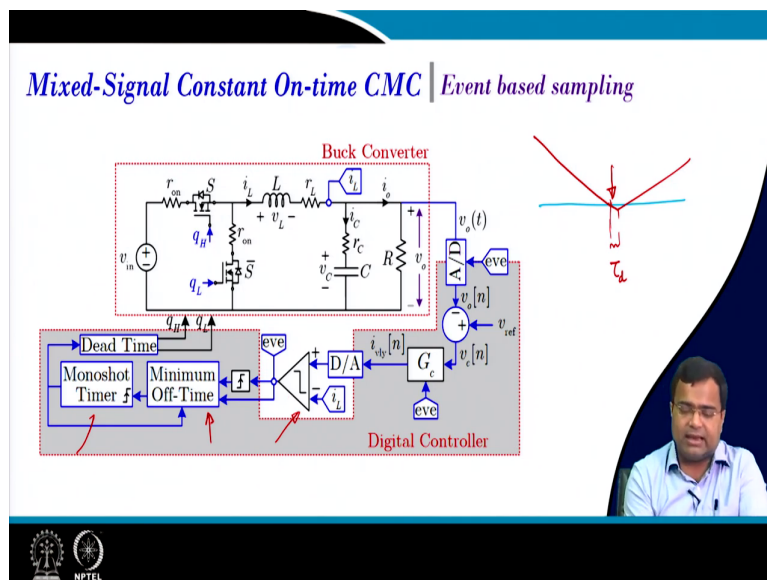 Mixed-Signal Constant On-time CMC | Event based sampling
Buck Converter
r_on S i_L L r_L i_L i_o
+ v_L − i_C
q_H r_on r_C
v_in + − q_L S̄ + v_C − C R + v_o −
v_o(t)
A/D eve
v_o[n]
− + v_ref
v_c[n]
q_H q_L
Dead Time eve i_vly[n]
Monoshot Timer
Minimum Off-Time
+ − D/A G_c
i_L eve
Digital Controller
τ_d
NPTEL